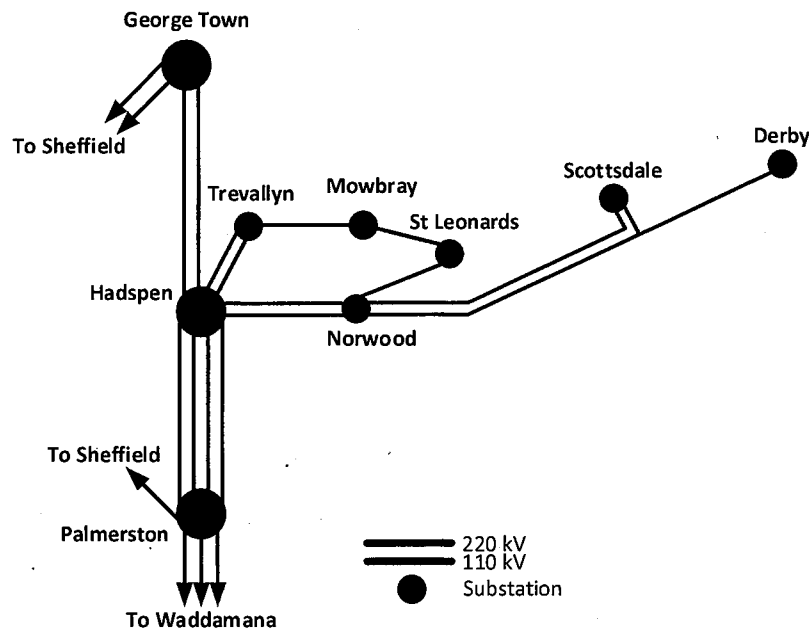 George Town
To Sheffield
Derby
Scottsdale
Mowbray
Trevallyn
St Leonards
Hadspen
Norwood
To Sheffield
Palmerston
220 kV
110 kV
Substation
To Waddamana